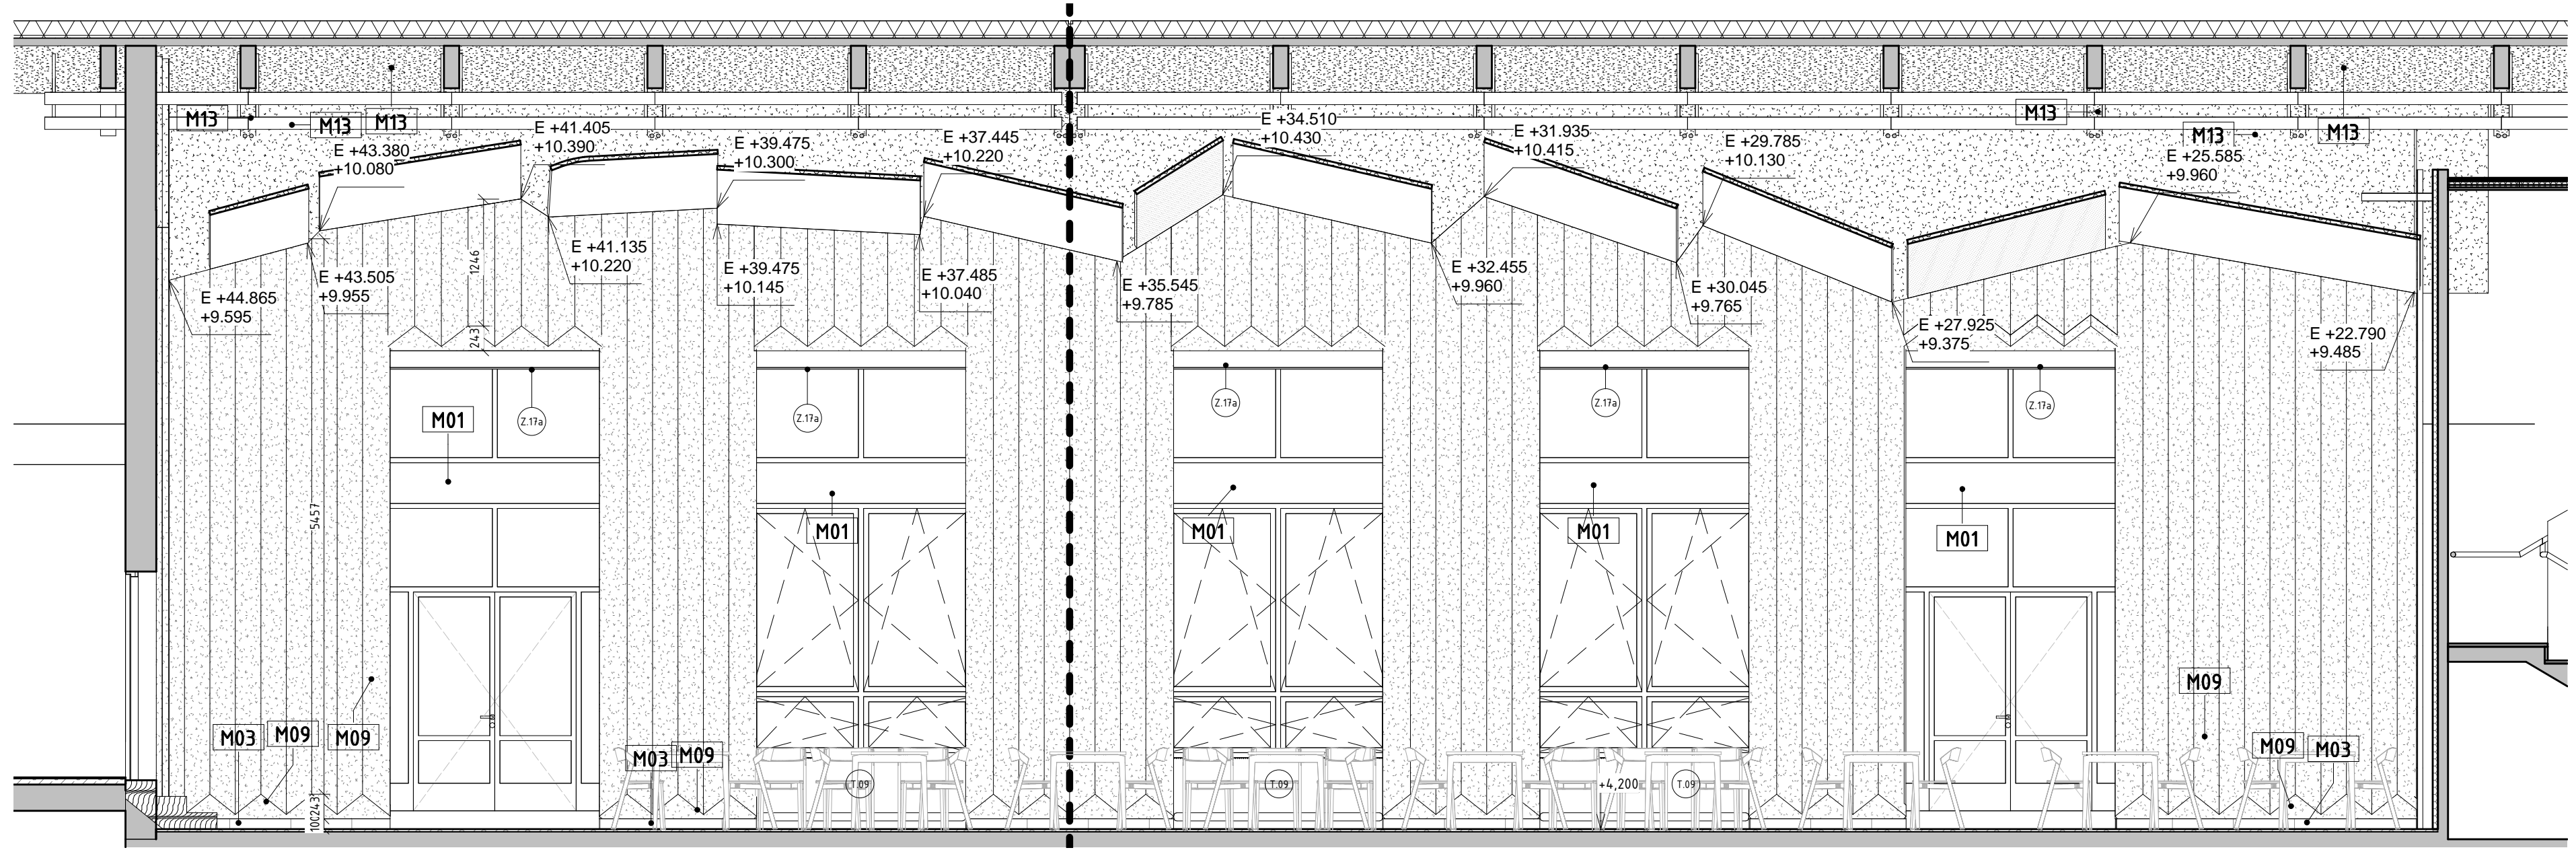 M13
M13
M13
M13
M13
M13
E +43.380
+10.080
E +41.405
+10.390
E +39.475
+10.300
E +37.445
+10.220
E +34.510
+10.430
E +31.935
+10.415
E +29.785
+10.130
E +25.585
+9.960
E +44.865
+9.595
E +43.505
+9.955
E +41.135
+10.220
E +39.475
+10.145
E +37.485
+10.040
E +35.545
+9.785
E +32.455
+9.960
E +30.045
+9.765
E +27.925
+9.375
E +22.790
+9.485
1246
243
5457
100
243
Z.17a
Z.17a
Z.17a
Z.17a
Z.17a
M01
M01
M01
M01
M01
M03
M09
M09
M03
M09
M09
M09
M03
T.09
T.09
T.09
+4,200